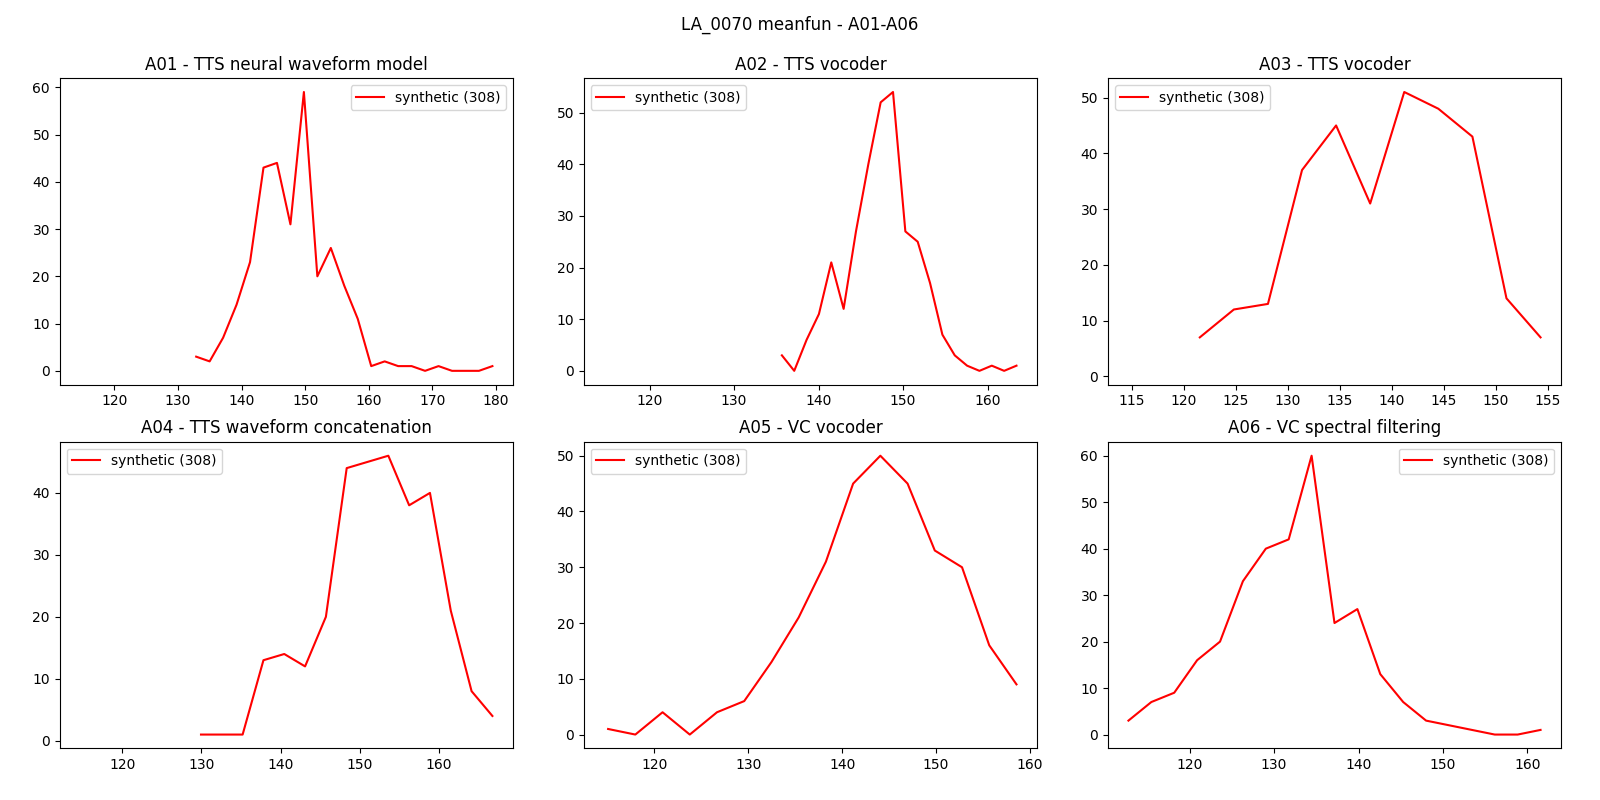 LA_0070 meanfun - A01-A06
A01 - TTS neural waveform model
synthetic (308)
60
50
40
30
20
10
0
120 130 140 150 160 170 180
A02 - TTS vocoder
synthetic (308)
50
40
30
20
10
0
120 130 140 150 160
A03 - TTS vocoder
synthetic (308)
50
40
30
20
10
0
115 120 125 130 135 140 145 150 155
A04 - TTS waveform concatenation
synthetic (308)
40
30
20
10
0
120 130 140 150 160
A05 - VC vocoder
synthetic (308)
50
40
30
20
10
0
120 130 140 150 160
A06 - VC spectral filtering
synthetic (308)
60
50
40
30
20
10
0
120 130 140 150 160